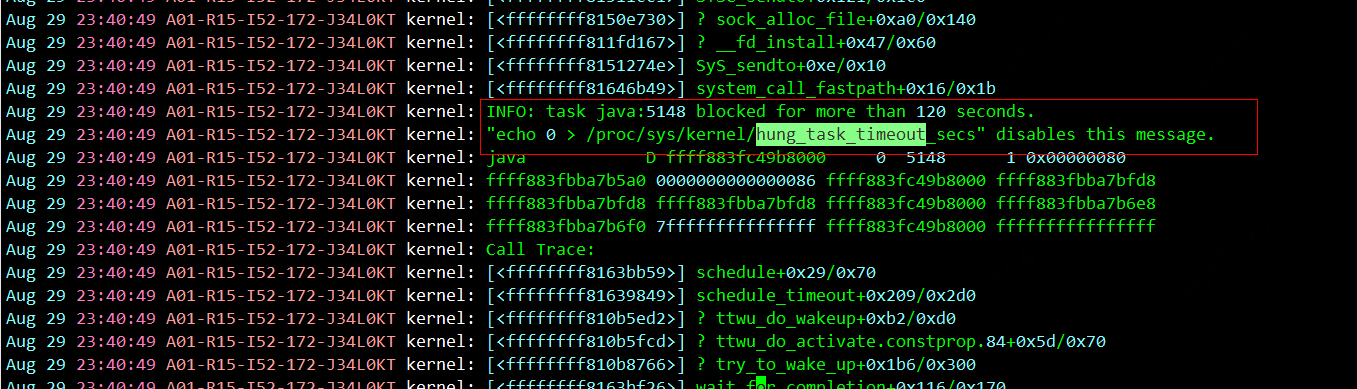 Aug 29 23:40:49 A01-R15-I52-172-J34L0KT kernel: [<ffffffff8150e730>] ? sock_alloc_file+0xa0/0x140
Aug 29 23:40:49 A01-R15-I52-172-J34L0KT kernel: [<ffffffff811fd167>] ? __fd_install+0x47/0x60
Aug 29 23:40:49 A01-R15-I52-172-J34L0KT kernel: [<ffffffff8151274e>] SyS_sendto+0xe/0x10
Aug 29 23:40:49 A01-R15-I52-172-J34L0KT kernel: [<ffffffff81646b49>] system_call_fastpath+0x16/0x1b
Aug 29 23:40:49 A01-R15-I52-172-J34L0KT kernel: INFO: task java:5148 blocked for more than 120 seconds.
Aug 29 23:40:49 A01-R15-I52-172-J34L0KT kernel: "echo 0 > /proc/sys/kernel/hung_task_timeout_secs" disables this message.
Aug 29 23:40:49 A01-R15-I52-172-J34L0KT kernel: java D ffff883fc49b8000 0 5148 1 0x00000080
Aug 29 23:40:49 A01-R15-I52-172-J34L0KT kernel: ffff883fbba7b5a0 0000000000000086 ffff883fc49b8000 ffff883fbba7bfd8
Aug 29 23:40:49 A01-R15-I52-172-J34L0KT kernel: ffff883fbba7bfd8 ffff883fbba7bfd8 ffff883fc49b8000 ffff883fbba7b6e8
Aug 29 23:40:49 A01-R15-I52-172-J34L0KT kernel: ffff883fbba7b6f0 7fffffffffffffff ffff883fc49b8000 ffffffffffffffff
Aug 29 23:40:49 A01-R15-I52-172-J34L0KT kernel: Call Trace:
Aug 29 23:40:49 A01-R15-I52-172-J34L0KT kernel: [<ffffffff8163bb59>] schedule+0x29/0x70
Aug 29 23:40:49 A01-R15-I52-172-J34L0KT kernel: [<ffffffff81639849>] schedule_timeout+0x209/0x2d0
Aug 29 23:40:49 A01-R15-I52-172-J34L0KT kernel: [<ffffffff810b5ed2>] ? ttwu_do_wakeup+0xb2/0xd0
Aug 29 23:40:49 A01-R15-I52-172-J34L0KT kernel: [<ffffffff810b5fcd>] ? ttwu_do_activate.constprop.84+0x5d/0x70
Aug 29 23:40:49 A01-R15-I52-172-J34L0KT kernel: [<ffffffff810b8766>] ? try_to_wake_up+0x1b6/0x300
Aug 29 23:40:49 A01-R15-I52-172-J34L0KT kernel: [<ffffffff8163bf26>] wait_for_completion+0x116/0x170